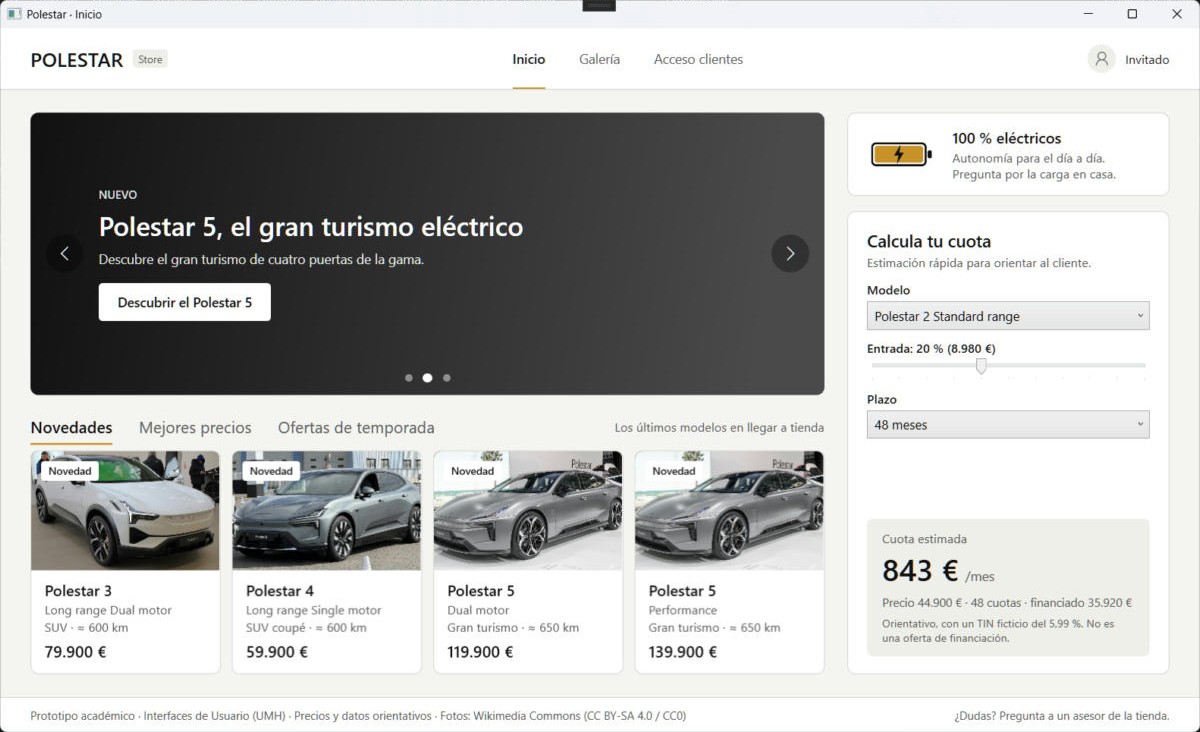 Polestar · Inicio
POLESTAR Store
Inicio Galería Acceso clientes
Invitado
NUEVO
Polestar 5, el gran turismo eléctrico
Descubre el gran turismo de cuatro puertas de la gama.
Descubrir el Polestar 5
100 % eléctricos
Autonomía para el día a día.
Pregunta por la carga en casa.
Calcula tu cuota
Estimación rápida para orientar al cliente.
Modelo
Polestar 2 Standard range
Entrada: 20 % (8.980 €)
Plazo
48 meses
Cuota estimada
843 € /mes
Precio 44.900 € · 48 cuotas · financiado 35.920 €
Orientativo, con un TIN ficticio del 5,99 %. No es
una oferta de financiación.
Novedades Mejores precios Ofertas de temporada
Los últimos modelos en llegar a tienda
Novedad
Polestar 3
Long range Dual motor
SUV · ≈ 600 km
79.900 €
Novedad
Polestar 4
Long range Single motor
SUV coupé · ≈ 600 km
59.900 €
Novedad
Polestar
Polestar 5
Dual motor
Gran turismo · ≈ 650 km
119.900 €
Novedad
Polestar
Polestar 5
Performance
Gran turismo · ≈ 650 km
139.900 €
Prototipo académico · Interfaces de Usuario (UMH) · Precios y datos orientativos · Fotos: Wikimedia Commons (CC BY-SA 4.0 / CC0)
¿Dudas? Pregunta a un asesor de la tienda.